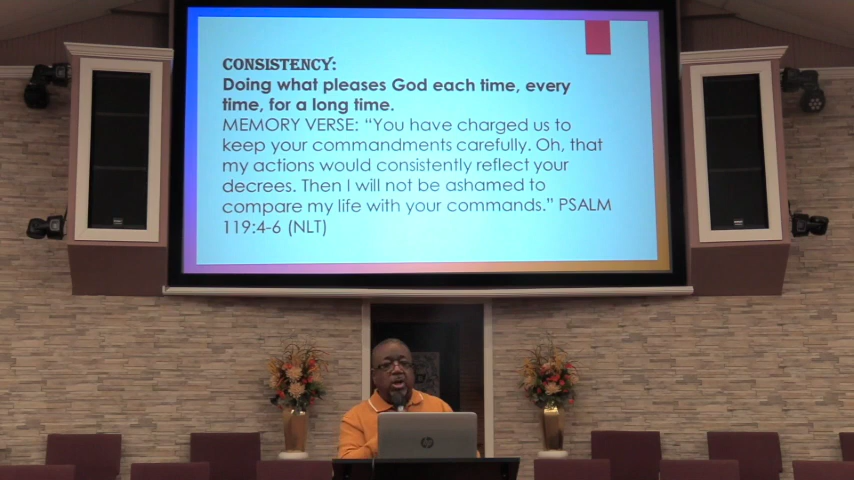 CONSISTENCY:
Doing what pleases God each time, every
time, for a long time.
MEMORY VERSE: “You have charged us to
keep your commandments carefully. Oh, that
my actions would consistently reflect your
decrees. Then I will not be ashamed to
compare my life with your commands.” PSALM
119:4-6 (NLT)
hp